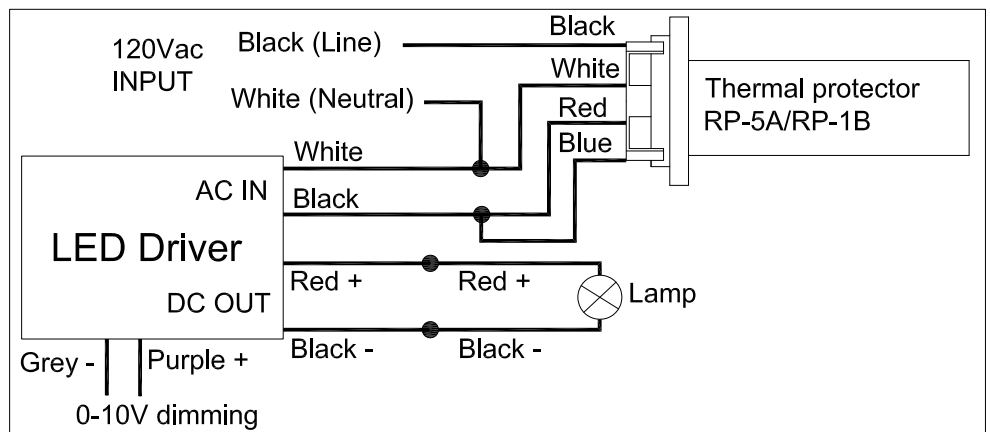 120Vac
INPUT
Black (Line)
White (Neutral)
Black
White
Red
Blue
Thermal protector
RP-5A/RP-1B
White
AC IN
Black
LED Driver
Red +
Red +
Lamp
DC OUT
Black -
Black -
Grey -
Purple +
0-10V dimming